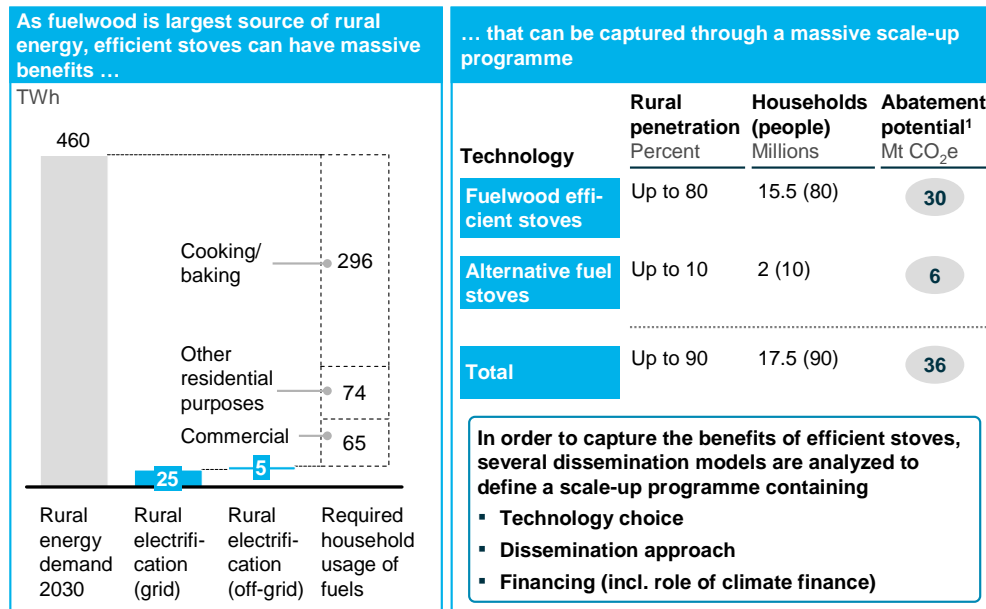 As fuelwood is largest source of rural
energy, efficient stoves can have massive
benefits …
TWh
460
Cooking/
baking
296
Other
residential
purposes
74
Commercial
65
25
5
Rural
energy
demand
2030
Rural
electrifi-
cation
(grid)
Rural
electrifi-
cation
(off-grid)
Required
household
usage of
fuels
… that can be captured through a massive scale-up
programme
Technology
Rural
penetration
Percent
Households
(people)
Millions
Abatement
potential¹
Mt CO₂e
Fuelwood effi-
cient stoves
Up to 80
15.5 (80)
30
Alternative fuel
stoves
Up to 10
2 (10)
6
Total
Up to 90
17.5 (90)
36
In order to capture the benefits of efficient stoves,
several dissemination models are analyzed to
define a scale-up programme containing
▪ Technology choice
▪ Dissemination approach
▪ Financing (incl. role of climate finance)